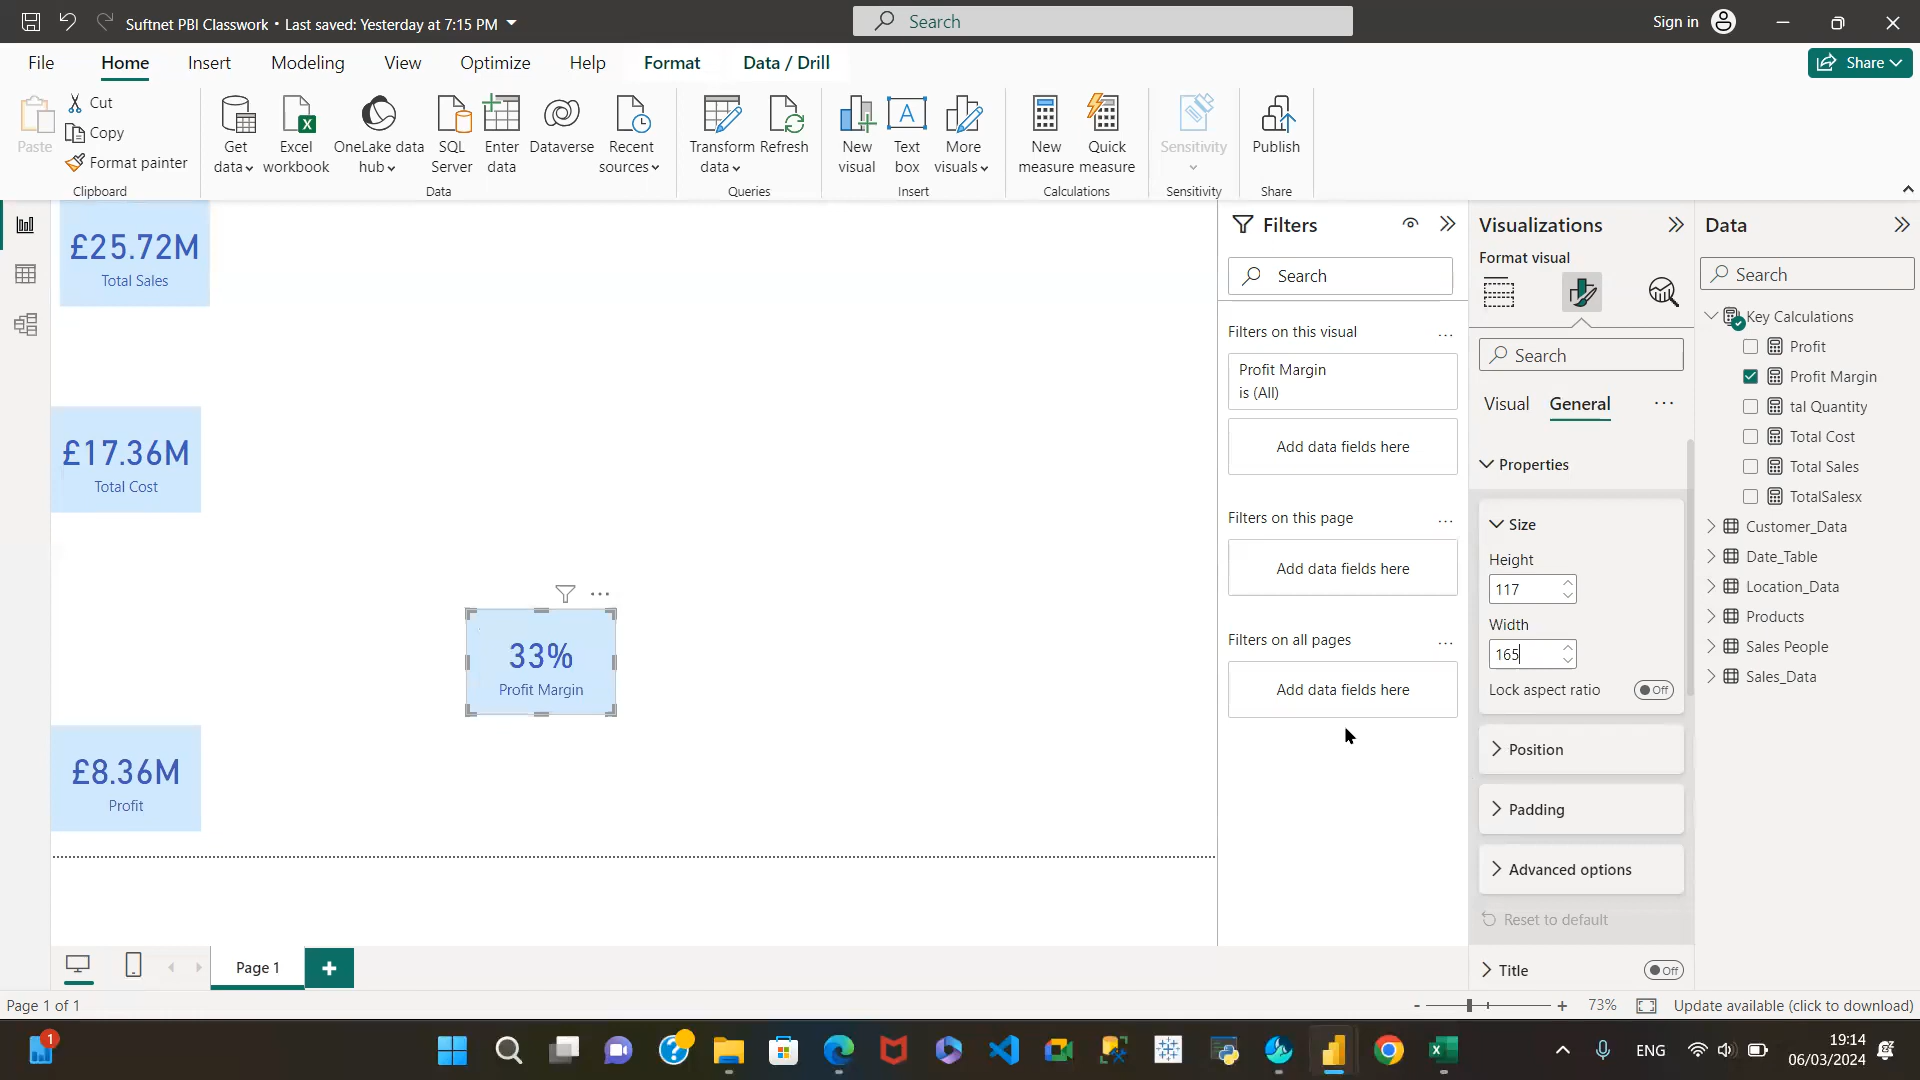 Suftnet PBI Classwork • Last saved: Yesterday at 7:15 PM
Search
Sign in
File
Home
Insert
Modeling
View
Optimize
Help
Format
Data / Drill
Share
Paste
Cut
Copy
Format painter
Clipboard
Get data
Excel workbook
OneLake data hub
SQL Server
Enter data
Dataverse
Recent sources
Data
Transform data
Refresh
Queries
New visual
Text box
More visuals
Insert
New measure
Quick measure
Calculations
Sensitivity
Sensitivity
Publish
Share
£25.72M
Total Sales
£17.36M
Total Cost
33%
Profit Margin
£8.36M
Profit
Filters
Search
Filters on this visual
...
Profit Margin
is (All)
Add data fields here
Filters on this page
...
Add data fields here
Filters on all pages
...
Add data fields here
Visualizations
Format visual
Search
Visual
General
...
Properties
Size
Height
117
Width
165
Lock aspect ratio
Off
Position
Padding
Advanced options
Reset to default
Title
Off
Data
Search
Key Calculations
Profit
Profit Margin
tal Quantity
Total Cost
Total Sales
TotalSalesx
Customer_Data
Date_Table
Location_Data
Products
Sales People
Sales_Data
Page 1
Page 1 of 1
- + 73%
Update available (click to download)
1
ENG
19:14
06/03/2024